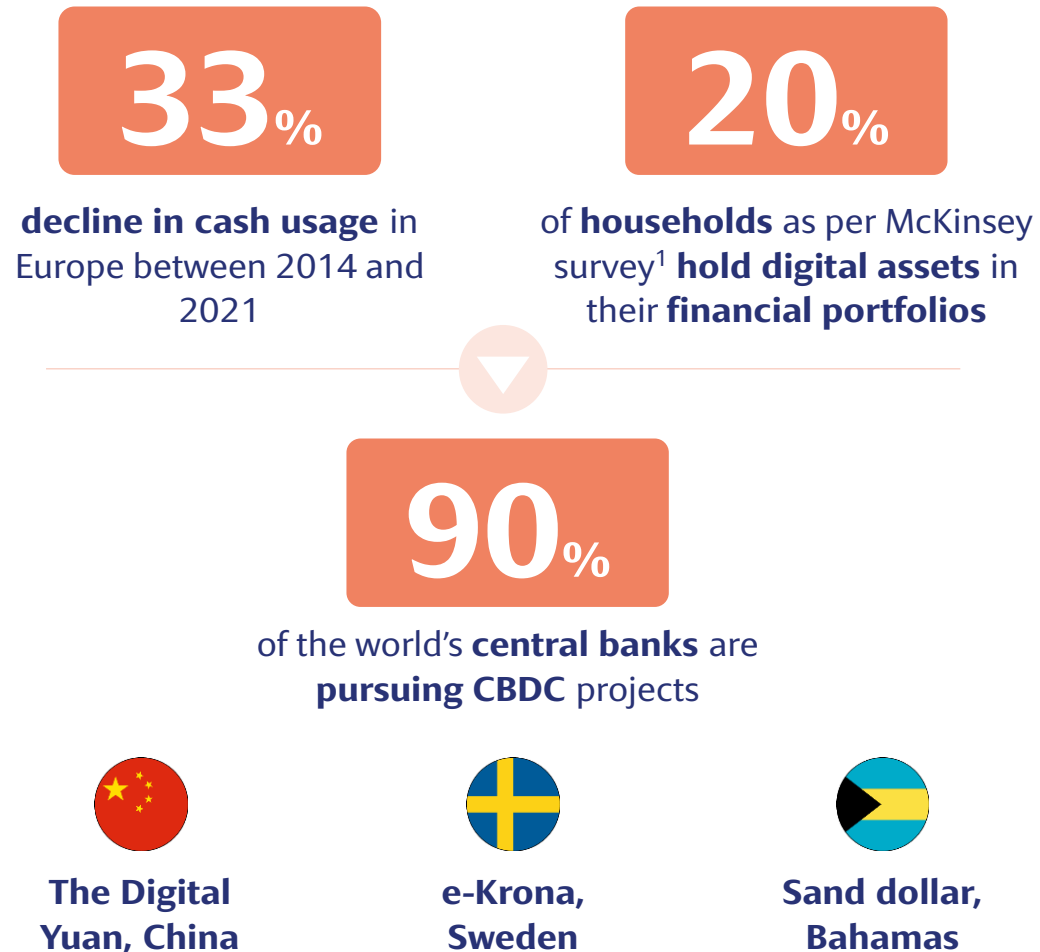 33%
decline in cash usage in
Europe between 2014 and
2021
20%
of households as per McKinsey
survey¹ hold digital assets in
their financial portfolios
90%
of the world’s central banks are
pursuing CBDC projects
The Digital
Yuan, China
e-Krona,
Sweden
Sand dollar,
Bahamas